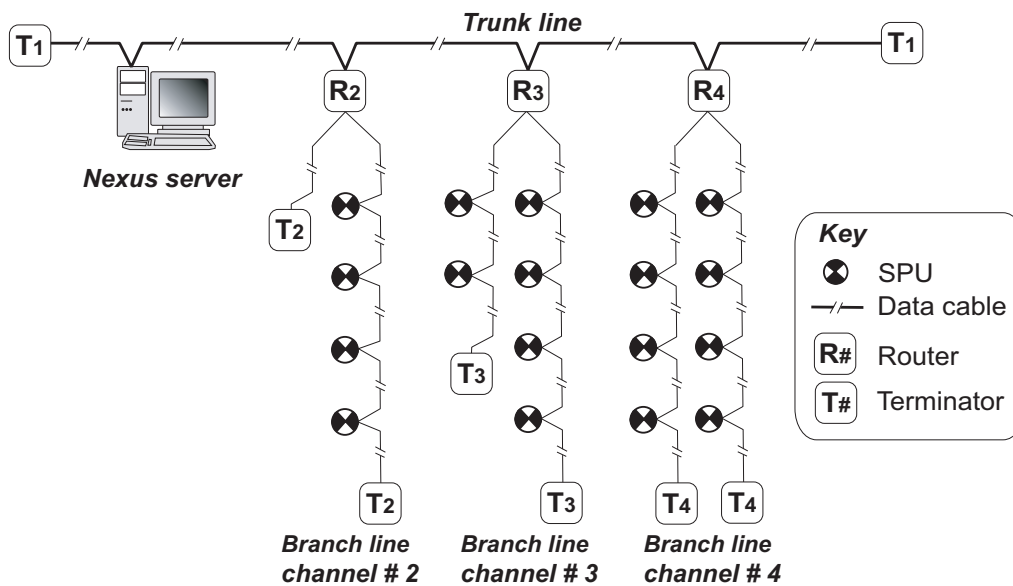 Trunk line
T1
T1
R2
R3
R4
Nexus server
T2
T3
Key
SPU
Data cable
R# Router
T# Terminator
T2
T3
T4
T4
Branch line
channel # 2
Branch line
channel # 3
Branch line
channel # 4